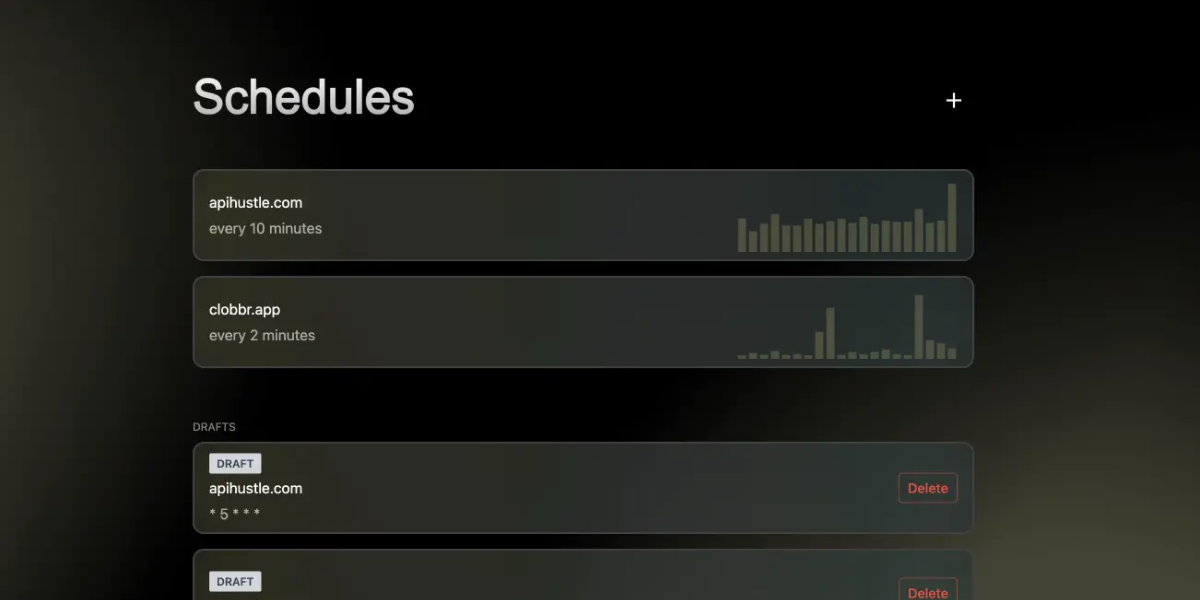 Schedules
+
apihustle.com
every 10 minutes
clobbr.app
every 2 minutes
DRAFTS
DRAFT
apihustle.com
* 5 * * *
Delete
DRAFT
Delete